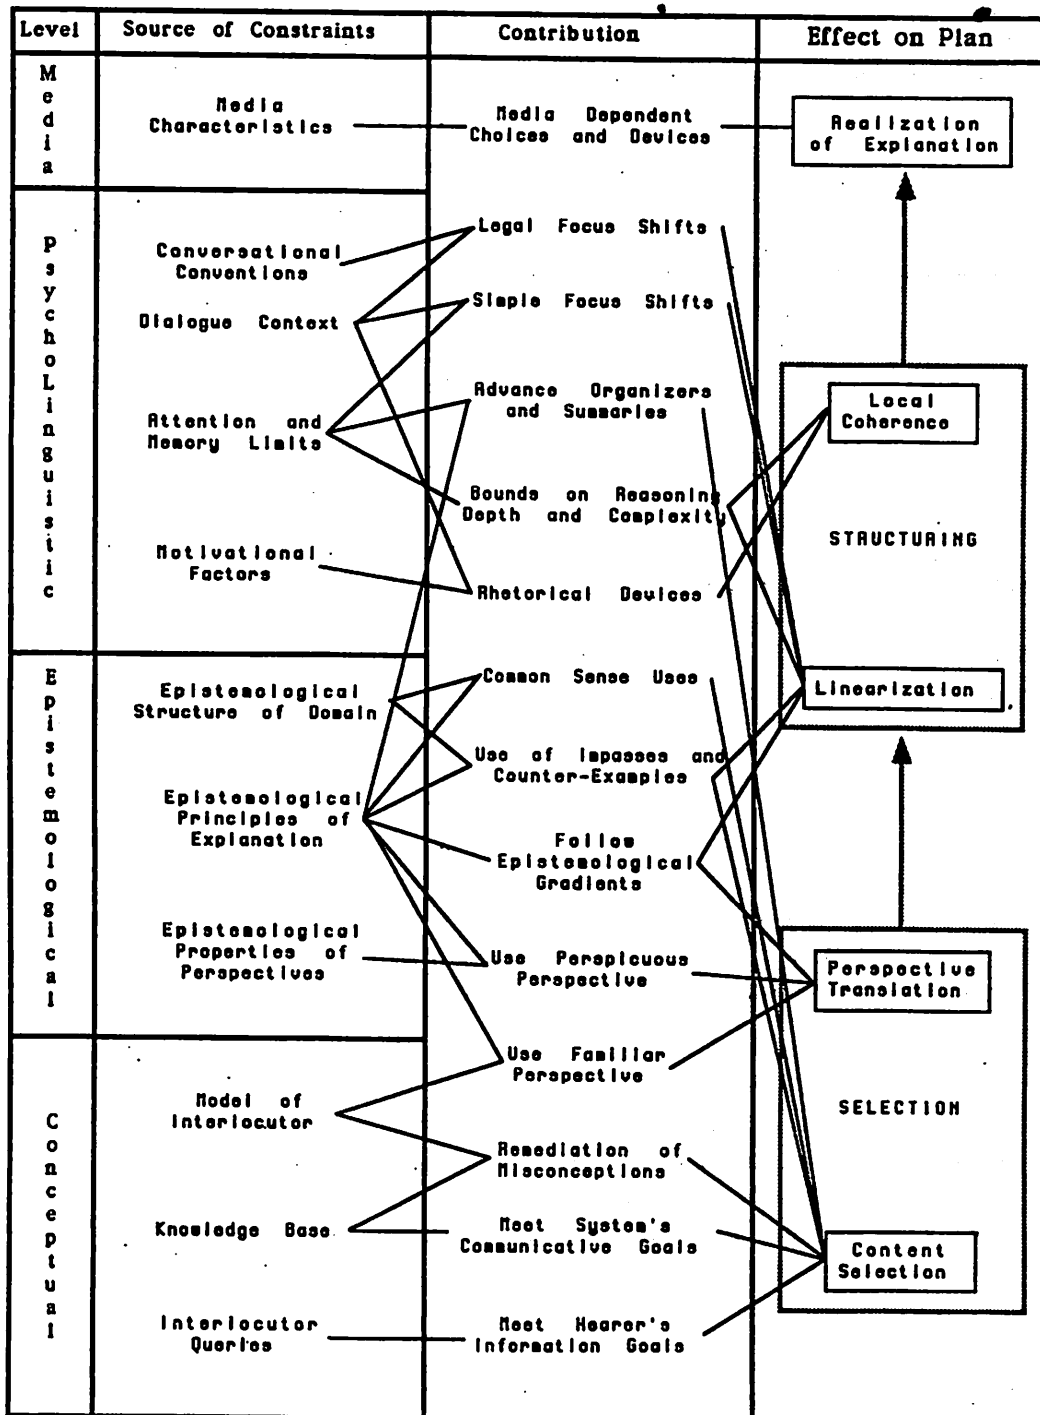 Level Source of Constraints Contribution Effect on Plan
Media
Media
Characteristics
Media Dependent
Choices and Devices
Realization
of Explanation
PsychoLinguistic
Conversational
Conventions
Dialogue Context
Attention and
Memory Limits
Motivational
Factors
Legal Focus Shifts
Simple Focus Shifts
Advance Organizers
and Summaries
Bounds on Reasoning
Depth and Complexity
Rhetorical Devices
Local
Coherence
STRUCTURING
Linearization
Epistemological
Epistemological
Structure of Domain
Epistemological
Principles of
Explanation
Epistemological
Properties of
Perspectives
Common Sense Uses
Use of Impasses and
Counter-Examples
Follow
Epistemological
Gradients
Use Perspicuous
Perspective
Use Familiar
Perspective
Perspective
Translation
SELECTION
Conceptual
Model of
Interlocutor
Knowledge Base
Interlocutor
Queries
Remediation of
Misconceptions
Meet System's
Communicative Goals
Meet Hearer's
Information Goals
Content
Selection